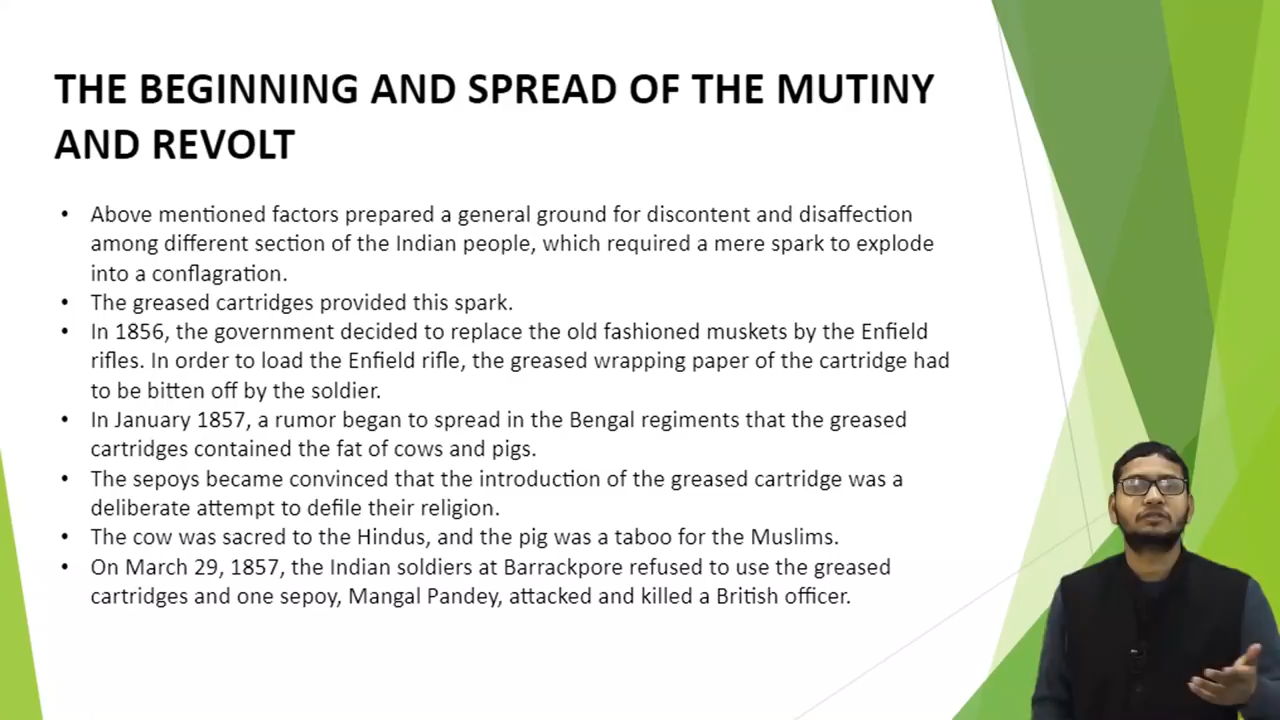 THE BEGINNING AND SPREAD OF THE MUTINY
AND REVOLT
• Above mentioned factors prepared a general ground for discontent and disaffection
among different section of the Indian people, which required a mere spark to explode
into a conflagration.
• The greased cartridges provided this spark.
• In 1856, the government decided to replace the old fashioned muskets by the Enfield
rifles. In order to load the Enfield rifle, the greased wrapping paper of the cartridge had
to be bitten off by the soldier.
• In January 1857, a rumor began to spread in the Bengal regiments that the greased
cartridges contained the fat of cows and pigs.
• The sepoys became convinced that the introduction of the greased cartridge was a
deliberate attempt to defile their religion.
• The cow was sacred to the Hindus, and the pig was a taboo for the Muslims.
• On March 29, 1857, the Indian soldiers at Barrackpore refused to use the greased
cartridges and one sepoy, Mangal Pandey, attacked and killed a British officer.